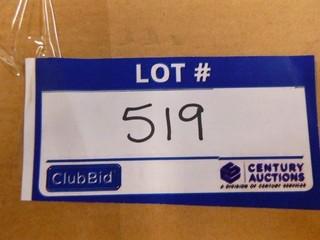 LOT #
519
ClubBid
CENTURY
AUCTIONS
A DIVISION OF CENTURY SERVICES